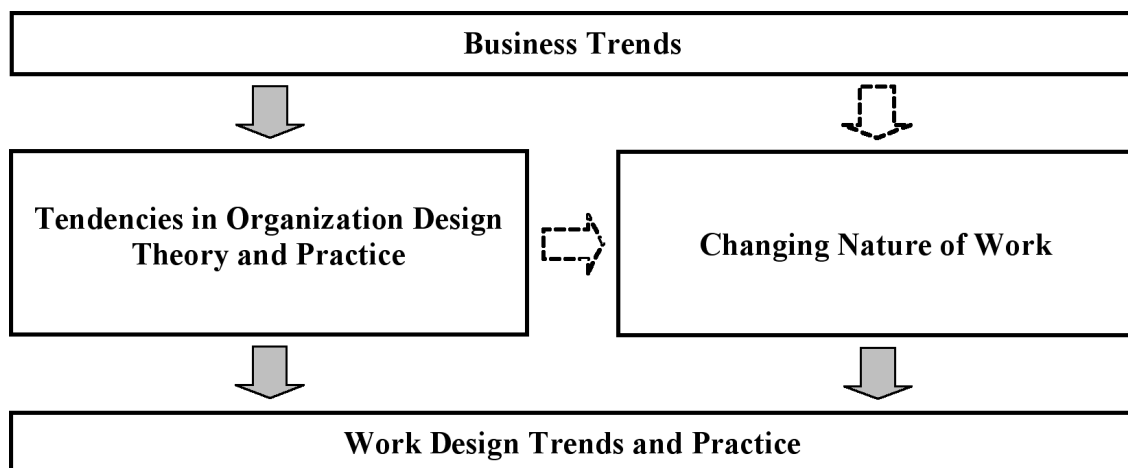 Business Trends
Tendencies in Organization Design
Theory and Practice
Changing Nature of Work
Work Design Trends and Practice